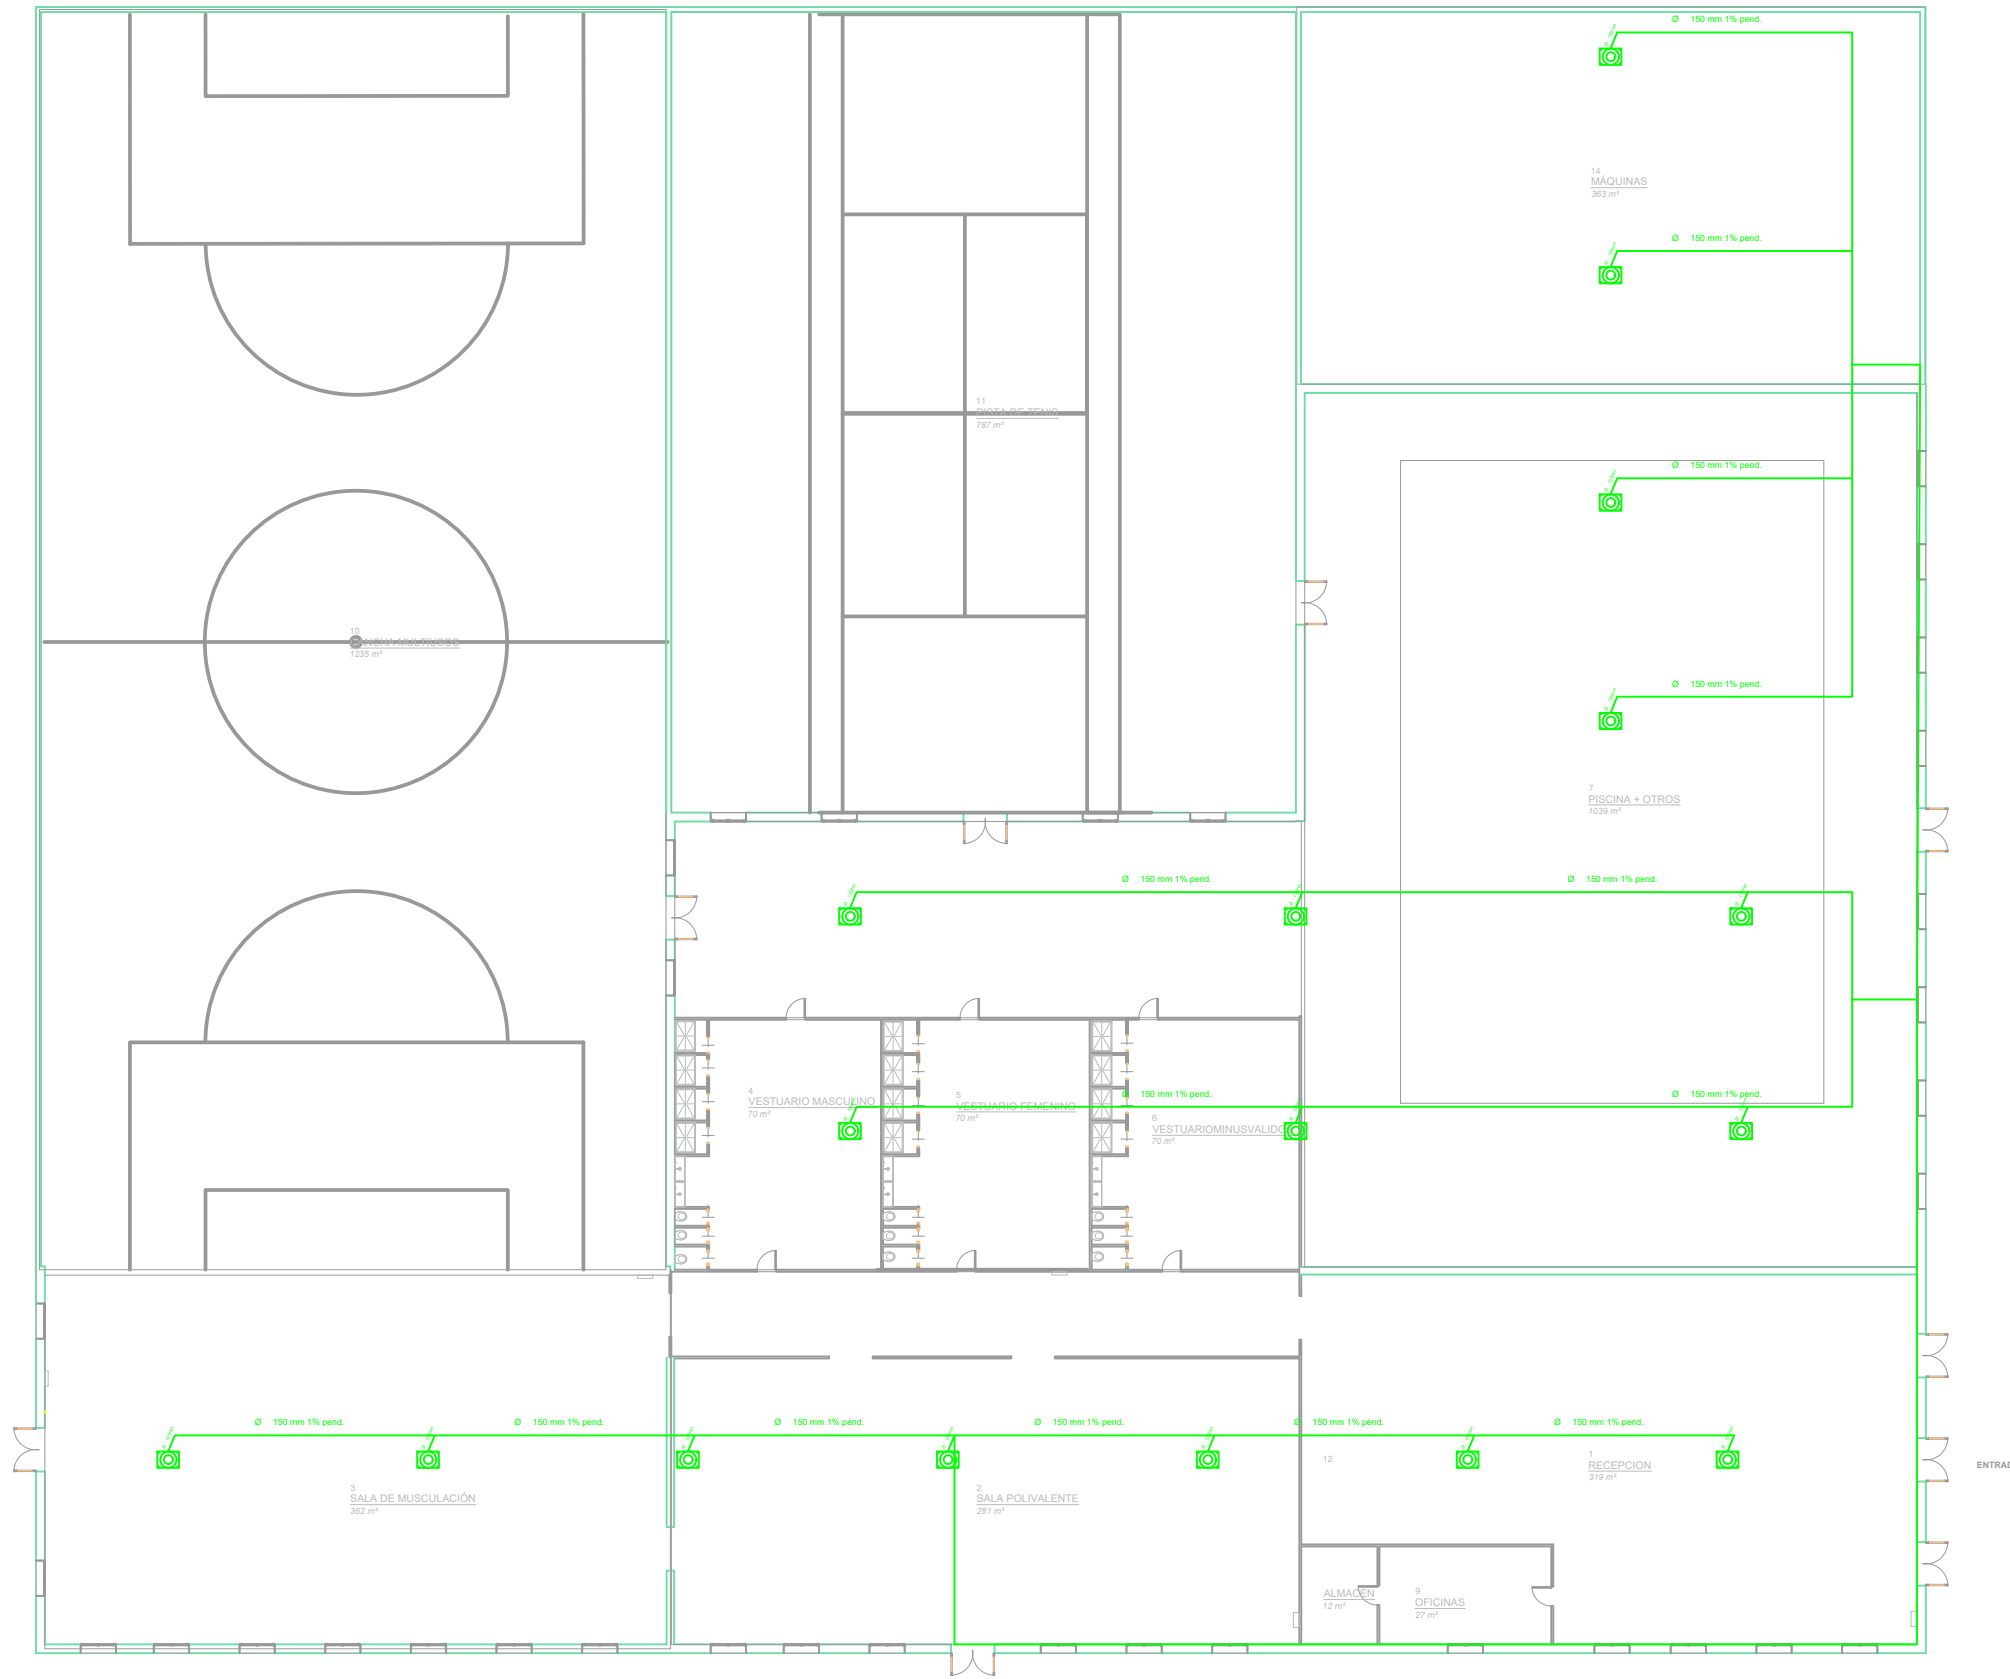 Ø 150 mm 1% pend.
14
MÁQUINAS
363 m²
Ø 150 mm 1% pend.
11
PISTA DE TENIS
787 m²
Ø 150 mm 1% pend.
10
CANCHA MULTIUSOS
1235 m²
Ø 150 mm 1% pend.
7
PISCINA + OTROS
1039 m²
Ø 150 mm 1% pend.
Ø 150 mm 1% pend.
4
VESTUARIO MASCULINO
70 m²
5
VESTUARIO FEMENINO
70 m²
Ø 150 mm 1% pend.
Ø 150 mm 1% pend.
6
VESTUARIOMINUSVALIDO
70 m²
Ø 150 mm 1% pend.
Ø 150 mm 1% pend.
Ø 150 mm 1% pend.
Ø 150 mm 1% pend.
Ø 150 mm 1% pend.
Ø 150 mm 1% pend.
3
SALA DE MUSCULACIÓN
362 m²
2
SALA POLIVALENTE
281 m²
12
1
RECEPCION
319 m²
ENTRAD
ALMACEN
12 m²
9
OFICINAS
27 m²